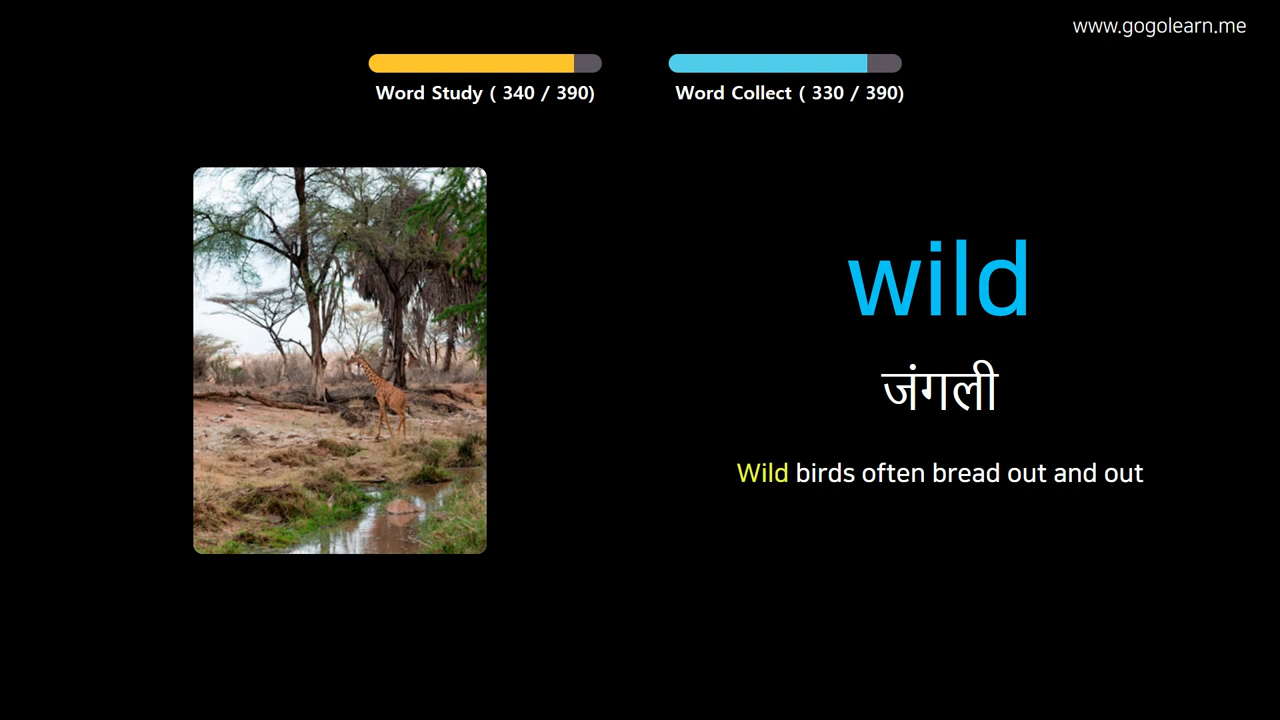 www.gogolearn.me
Word Study ( 340 / 390)
Word Collect ( 330 / 390)
wild
जंगली
Wild birds often bread out and out